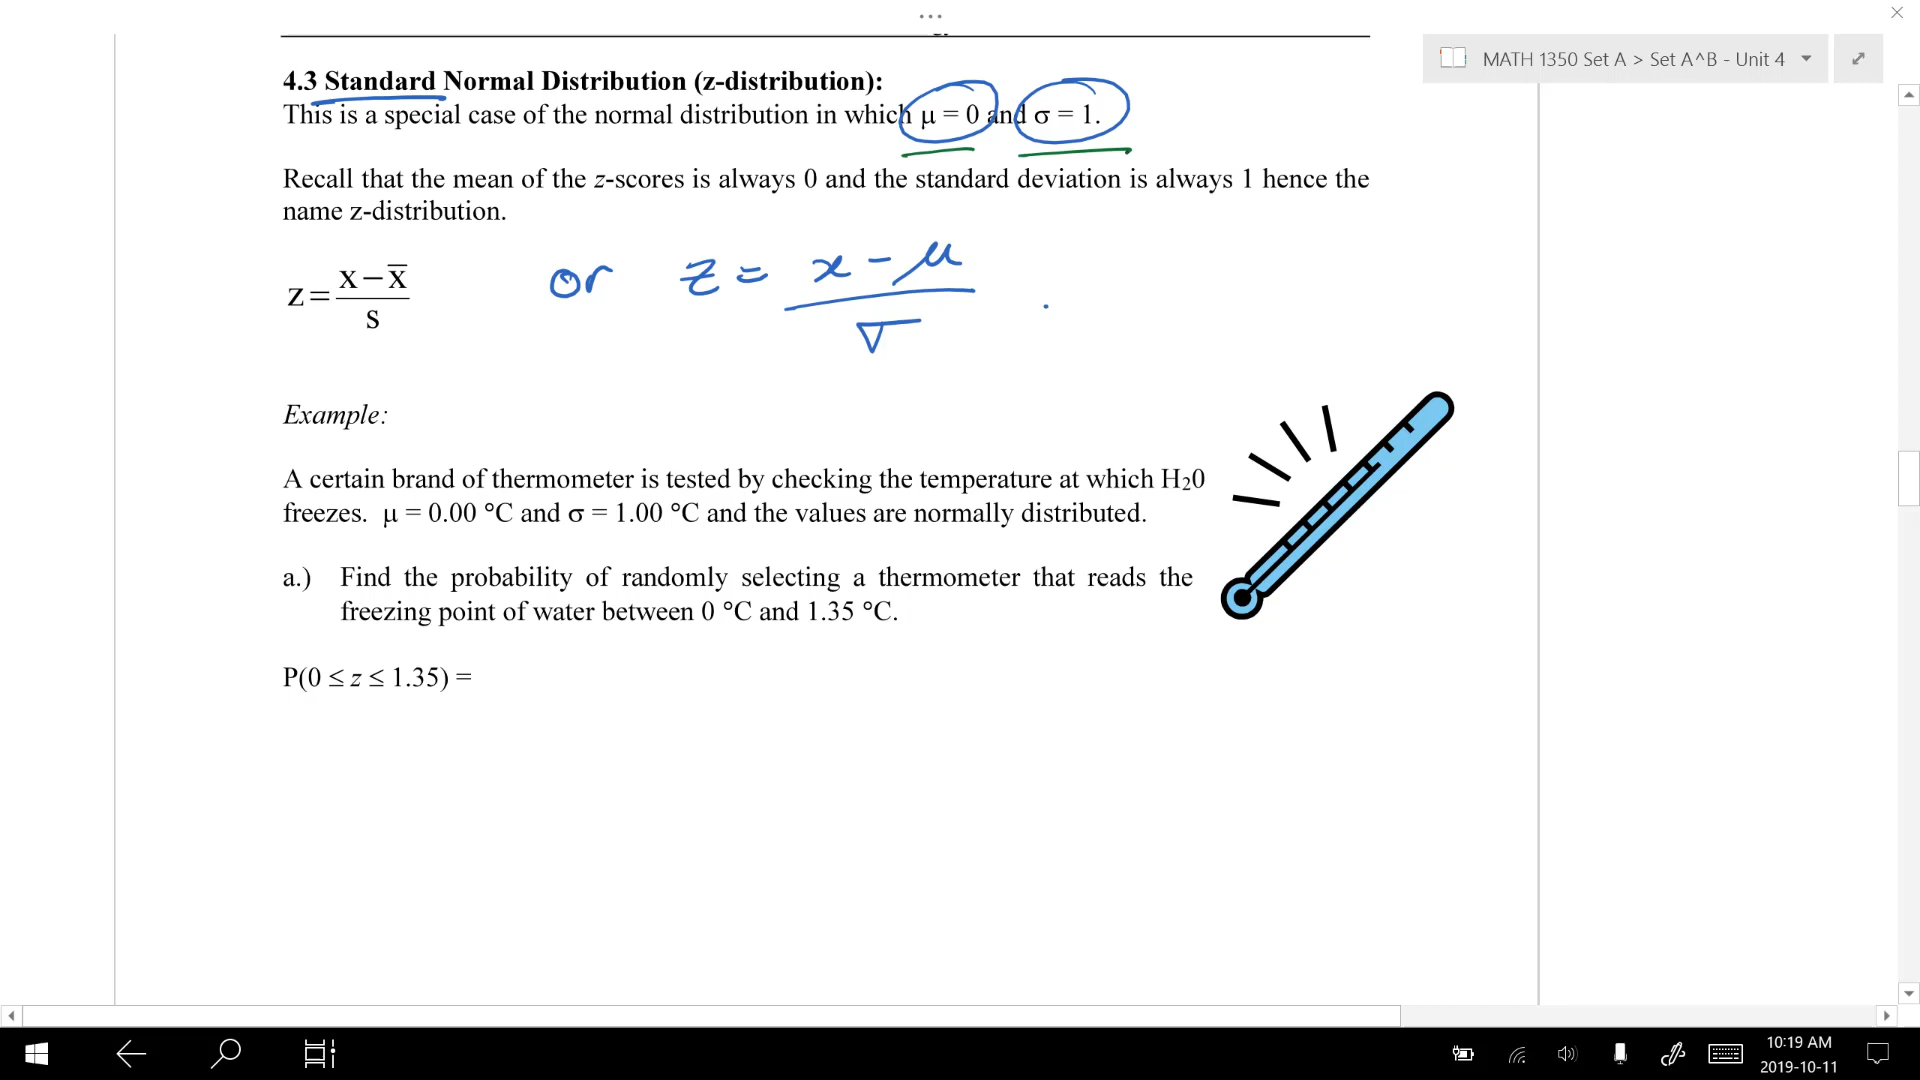 MATH 1350 Set A > Set A^B - Unit 4
4.3 Standard Normal Distribution (z-distribution):
This is a special case of the normal distribution in which μ = 0 and σ = 1.
Recall that the mean of the z-scores is always 0 and the standard deviation is always 1 hence the
name z-distribution.
z = (x − x̅) / s or z = (x - μ) / σ
Example:
A certain brand of thermometer is tested by checking the temperature at which H₂0
freezes. μ = 0.00 °C and σ = 1.00 °C and the values are normally distributed.
a.) Find the probability of randomly selecting a thermometer that reads the
freezing point of water between 0 °C and 1.35 °C.
P(0 ≤ z ≤ 1.35) =
10:19 AM
2019-10-11